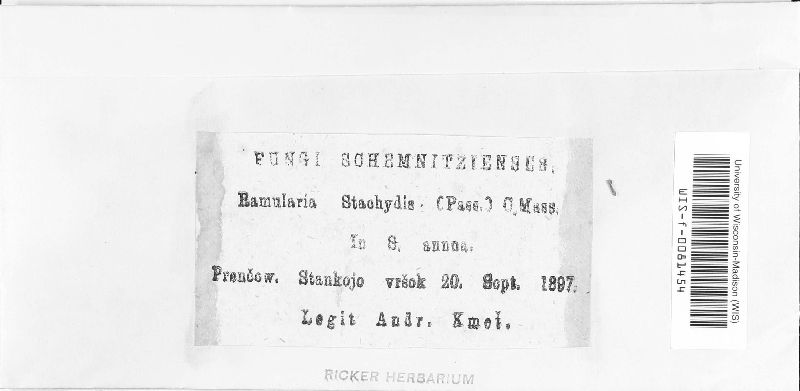 FUNGI SCHEMNITZIENSES.
Ramularia Stachydis (Pass.) C. Mass.
In S. annua.
Prenčow. Stankojo vršok 20. Sept. 1897.
Legit Andr. Kmeť.
RICKER HERBARIUM
University of Wisconsin-Madison (WIS)
WIS-f-0081454